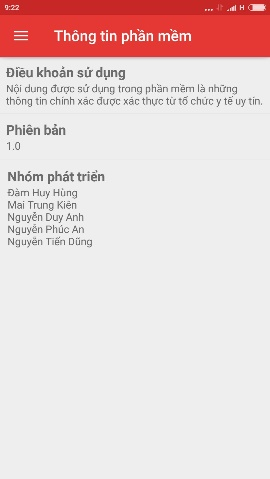 9:22
H
Thông tin phần mềm
Điều khoản sử dụng
Nội dung được sử dụng trong phần mềm là những
thông tin chính xác được xác thực từ tổ chức y tế uy tín.
Phiên bản
1.0
Nhóm phát triển
Đàm Huy Hùng
Mai Trung Kiên
Nguyễn Duy Anh
Nguyễn Phúc An
Nguyễn Tiến Dũng